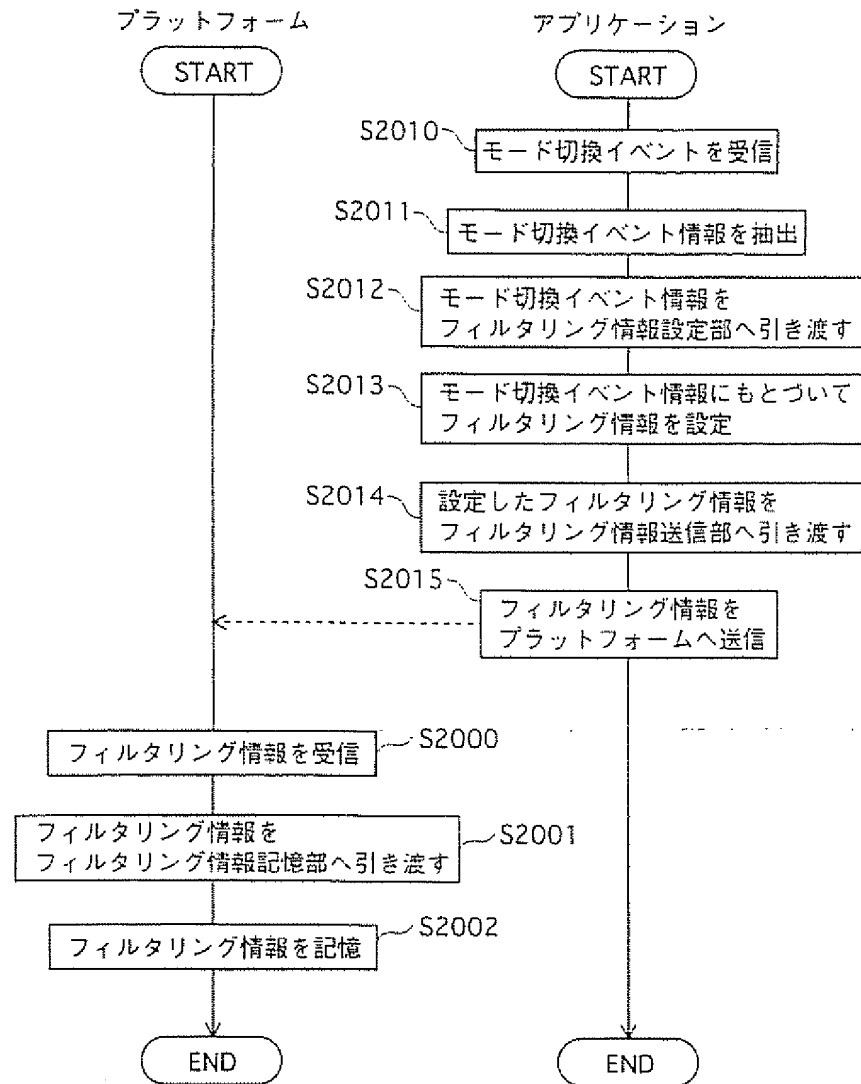 プラットフォーム
アプリケーション
START
START
S2010
モード切換イベントを受信
S2011
モード切換イベント情報を抽出
S2012
モード切換イベント情報を
フィルタリング情報設定部へ引き渡す
S2013
モード切換イベント情報にもとづいて
フィルタリング情報を設定
S2014
設定したフィルタリング情報を
フィルタリング情報送信部へ引き渡す
S2015
フィルタリング情報を
プラットフォームへ送信
フィルタリング情報を受信
S2000
フィルタリング情報を
フィルタリング情報記憶部へ引き渡す
S2001
フィルタリング情報を記憶
S2002
END
END